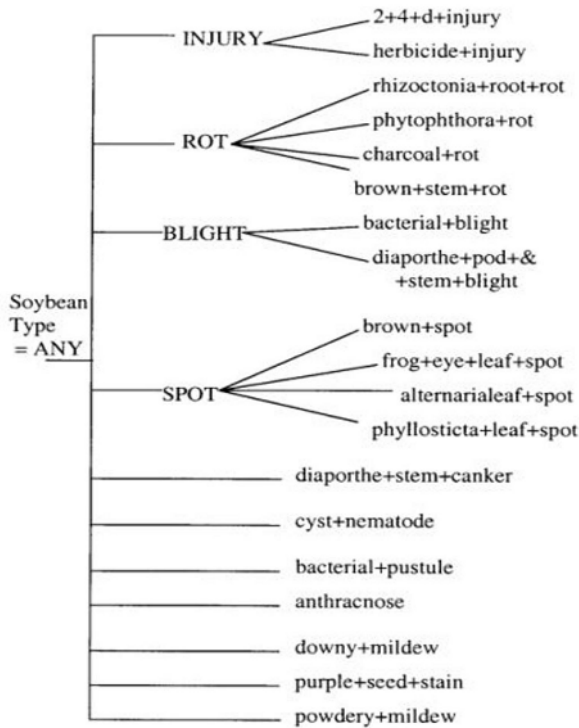 2+4+d+injury
INJURY
herbicide+injury
rhizoctonia+root+rot
phytophthora+rot
ROT
charcoal+rot
brown+stem+rot
bacterial+blight
BLIGHT
diaporthe+pod+&
+stem+blight
Soybean
Type
= ANY
brown+spot
frog+eye+leaf+spot
SPOT
alternarialeaf+spot
phyllosticta+leaf+spot
diaporthe+stem+canker
cyst+nematode
bacterial+pustule
anthracnose
downy+mildew
purple+seed+stain
powdery+mildew